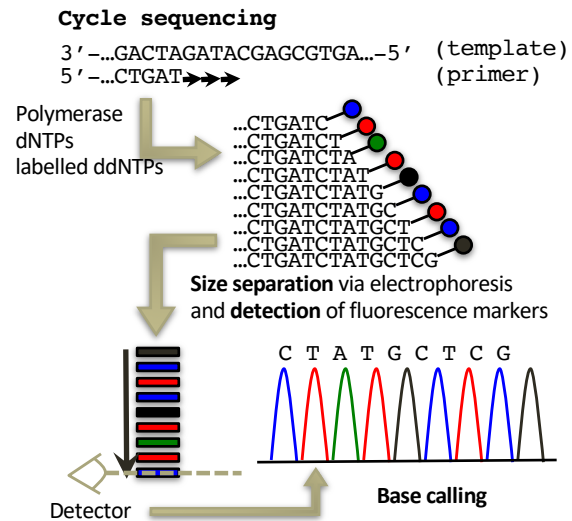 Cycle sequencing
3’-…GACTAGATACGAGCGTGA…-5’ (template)
5’-…CTGAT (primer)
Polymerase
dNTPs
labelled ddNTPs
…CTGATC
…CTGATCT
…CTGATCTA
…CTGATCTAT
…CTGATCTATG
…CTGATCTATGC
…CTGATCTATGCT
…CTGATCTATGCTC
…CTGATCTATGCTCG
Size separation via electrophoresis
and detection of fluorescence markers
C T A T G C T C G
Detector
Base calling